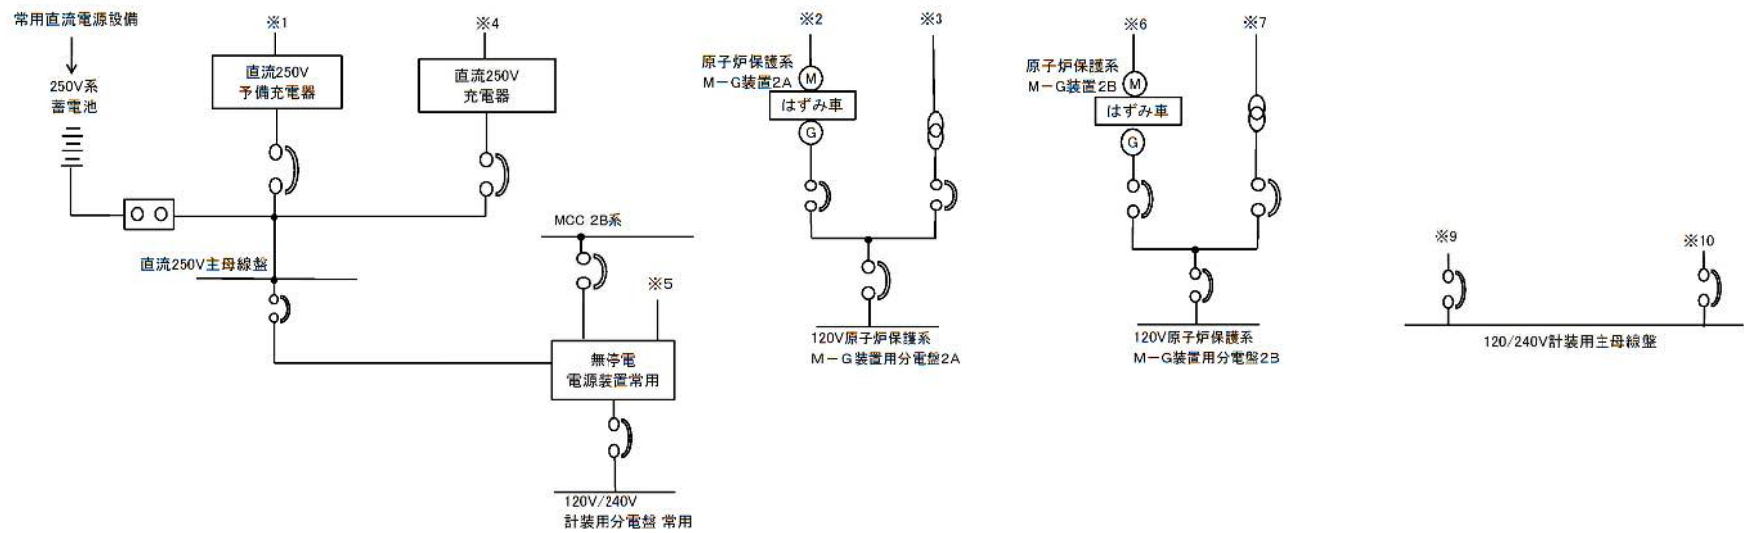 常用直流電源設備
250V系
蓄電池
※1
直流250V
予備充電器
※4
直流250V
充電器
直流250V主母線盤
MCC 2B系
※5
無停電
電源装置常用
120V/240V
計装用分電盤 常用
※2
※3
原子炉保護系
M－G装置2A
M
はずみ車
G
120V原子炉保護系
M－G装置用分電盤2A
※6
※7
原子炉保護系
M－G装置2B
M
はずみ車
G
120V原子炉保護系
M－G装置用分電盤2B
※9
※10
120/240V計装用主母線盤